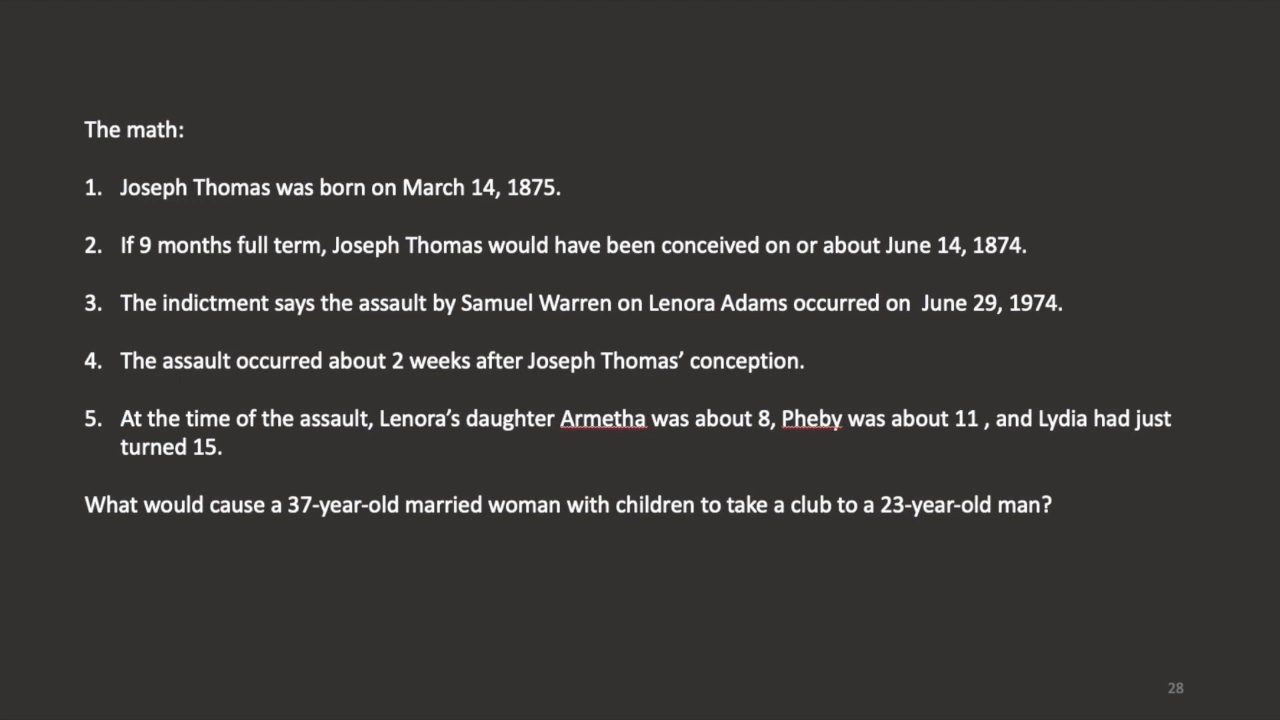 The math:
1. Joseph Thomas was born on March 14, 1875.
2. If 9 months full term, Joseph Thomas would have been conceived on or about June 14, 1874.
3. The indictment says the assault by Samuel Warren on Lenora Adams occurred on  June 29, 1974.
4. The assault occurred about 2 weeks after Joseph Thomas’ conception.
5. At the time of the assault, Lenora’s daughter Armetha was about 8, Pheby was about 11 , and Lydia had just
turned 15.
What would cause a 37-year-old married woman with children to take a club to a 23-year-old man?
28